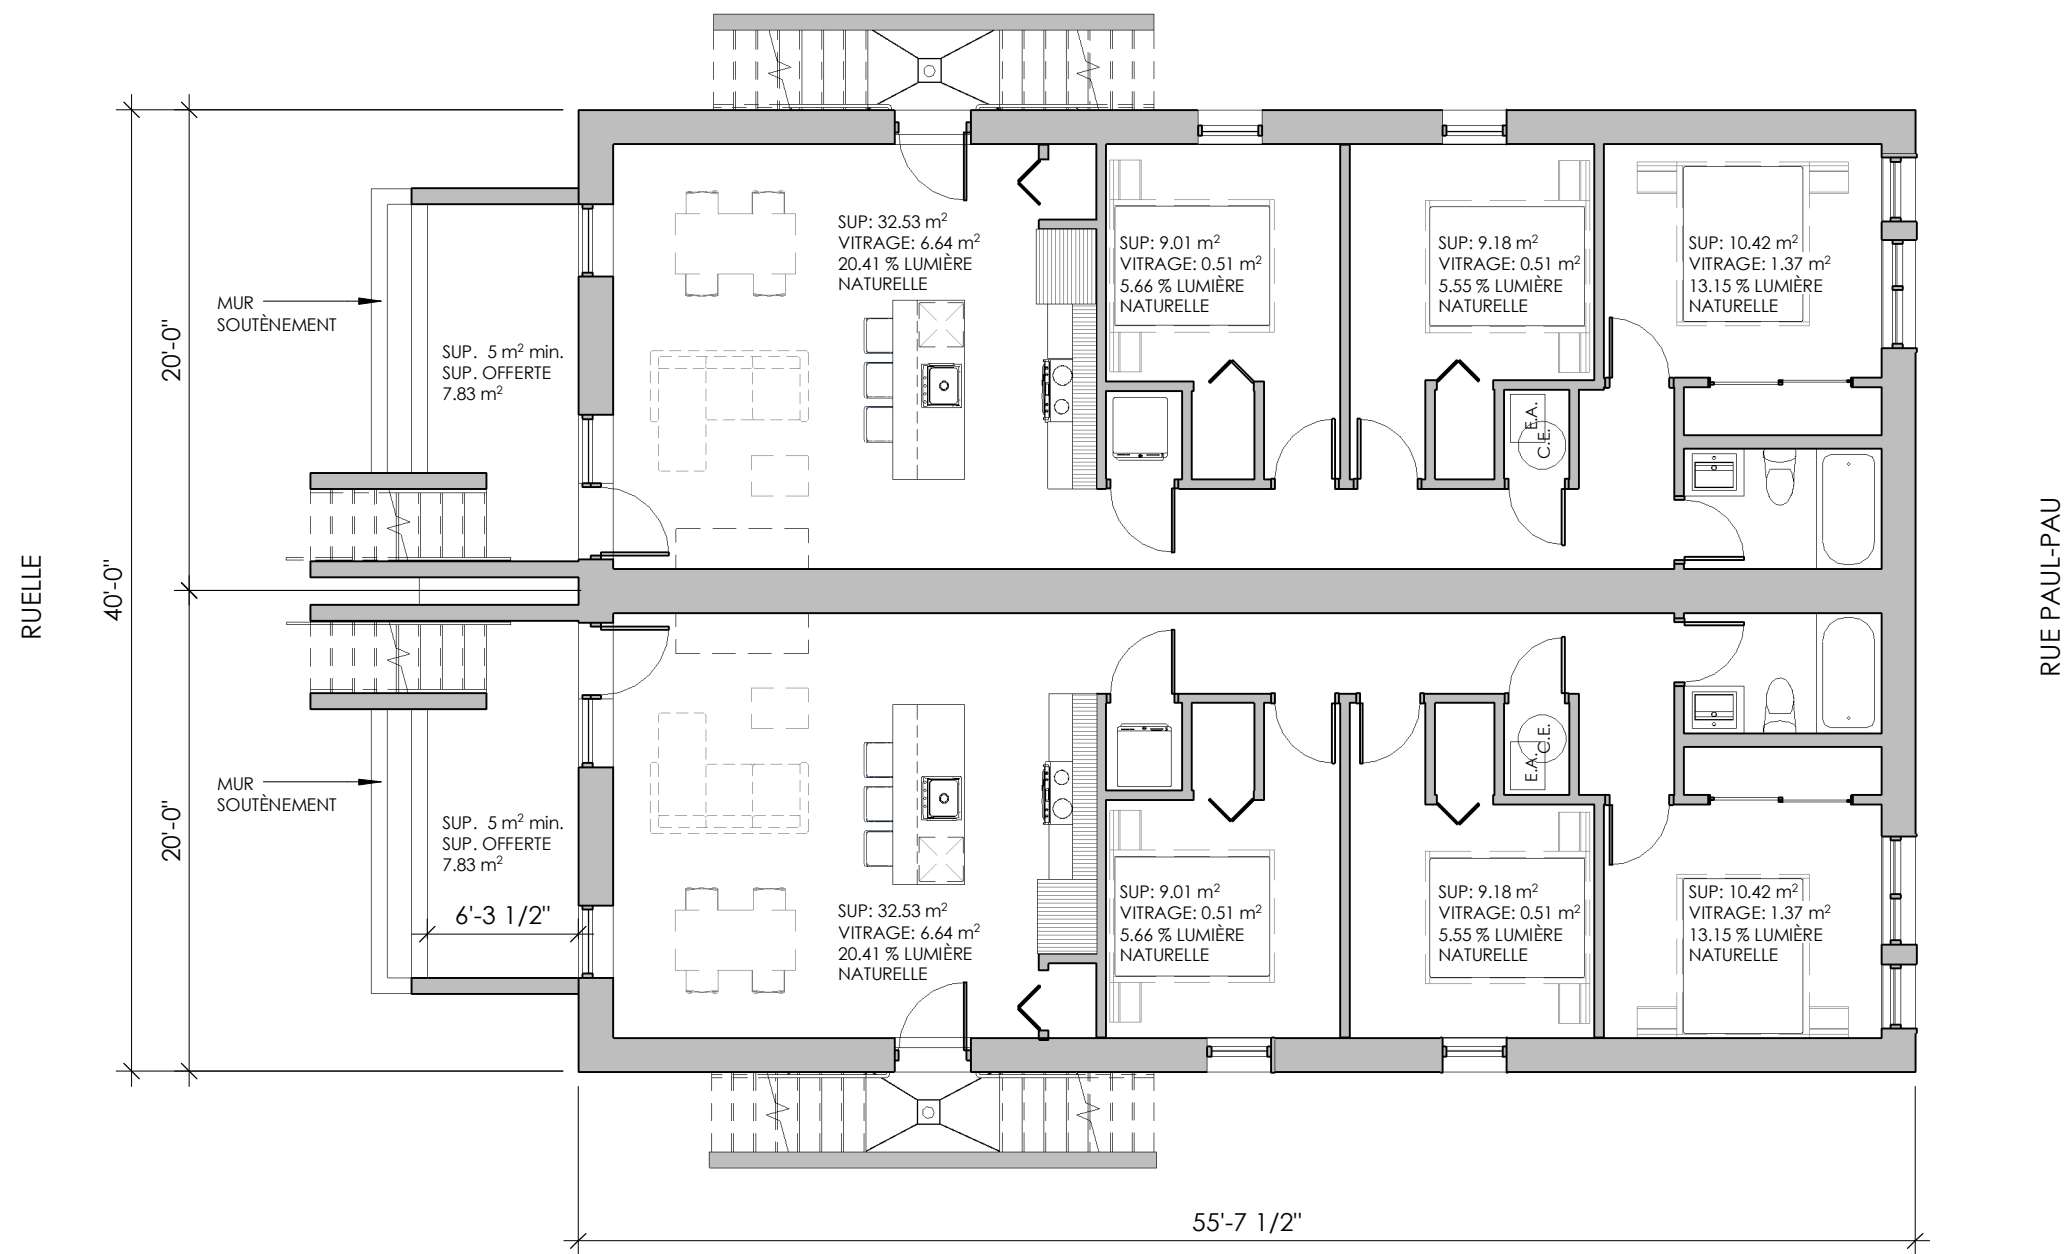 SUP: 32.53 m²
VITRAGE: 6.64 m²
20.41 % LUMIÈRE
NATURELLE
SUP: 9.01 m²
VITRAGE: 0.51 m²
5.66 % LUMIÈRE
NATURELLE
SUP: 9.18 m²
VITRAGE: 0.51 m²
5.55 % LUMIÈRE
NATURELLE
SUP: 10.42 m²
VITRAGE: 1.37 m²
13.15 % LUMIÈRE
NATURELLE
MUR
SOUTÈNEMENT
20'-0"
SUP. 5 m² min.
SUP. OFFERTE
7.83 m²
E.A.
C.E.
RUELLE
40'-0"
RUE PAUL-PAU
E.A.
C.E.
MUR
SOUTÈNEMENT
20'-0"
SUP. 5 m² min.
SUP. OFFERTE
7.83 m²
6'-3 1/2"
SUP: 32.53 m²
VITRAGE: 6.64 m²
20.41 % LUMIÈRE
NATURELLE
SUP: 9.01 m²
VITRAGE: 0.51 m²
5.66 % LUMIÈRE
NATURELLE
SUP: 9.18 m²
VITRAGE: 0.51 m²
5.55 % LUMIÈRE
NATURELLE
SUP: 10.42 m²
VITRAGE: 1.37 m²
13.15 % LUMIÈRE
NATURELLE
55'-7 1/2"